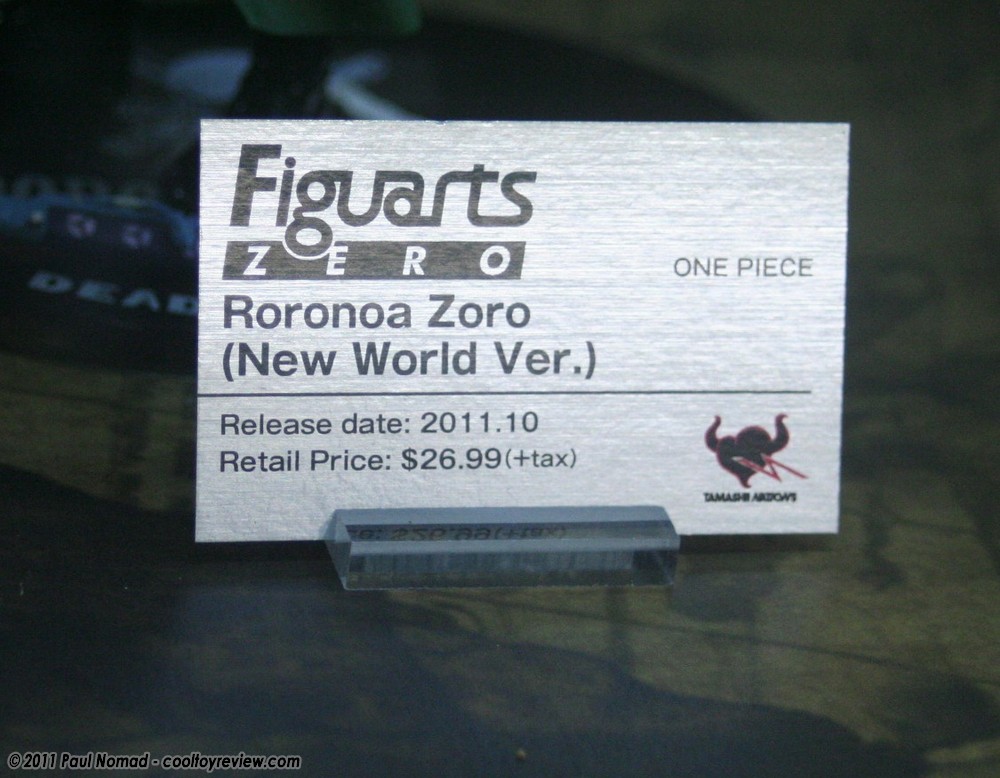 Figuarts
ZERO
ONE PIECE
Roronoa Zoro
(New World Ver.)
Release date: 2011.10
Retail Price: $26.99(+tax)
TAMASHII NATIONS
DEAD
©2011 Paul Nomad - cooltoyreview.com